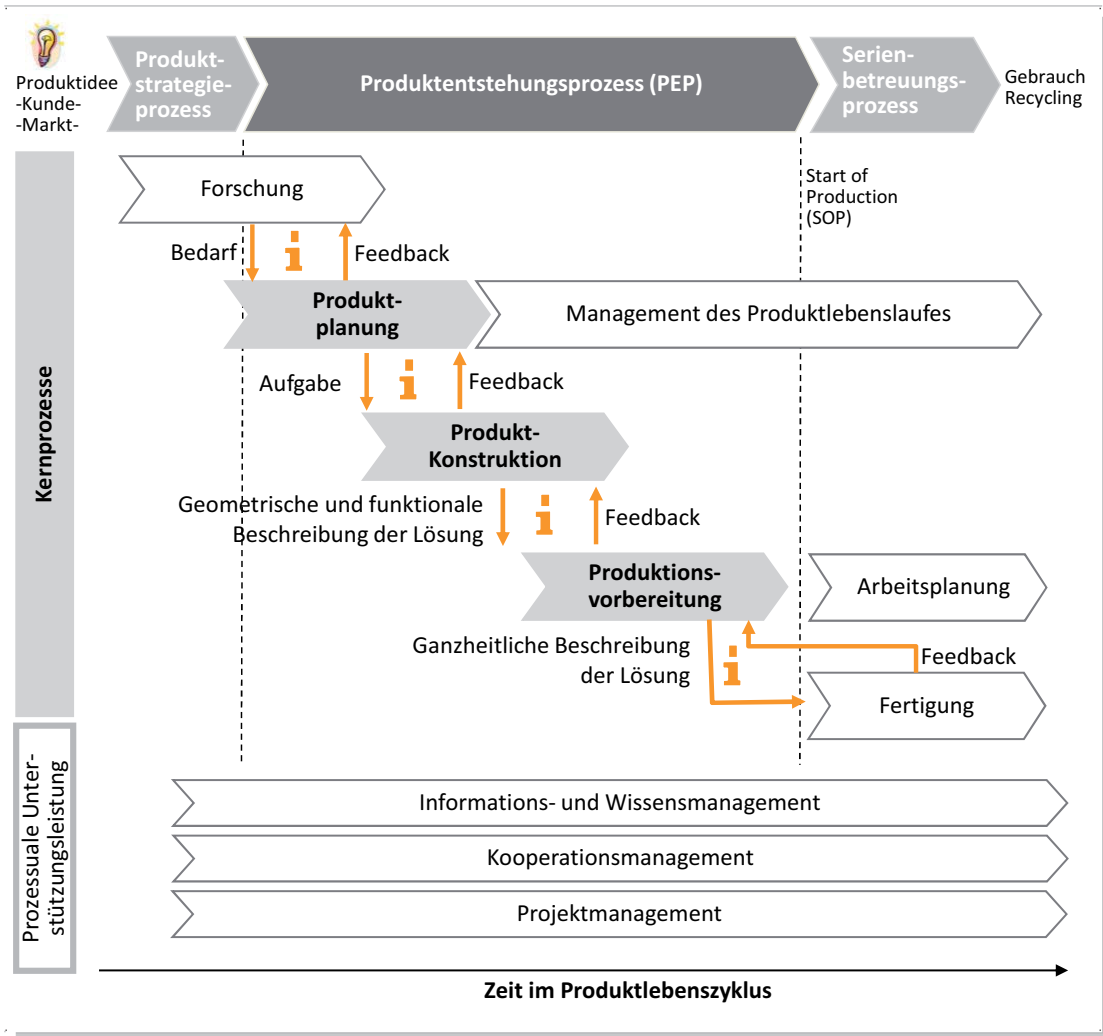 Produktidee
-Kunde-
-Markt-
Produkt-
strategie-
prozess
Produktentstehungsprozess (PEP)
Serien-
betreuungs-
prozess
Gebrauch
Recycling
Kernprozesse
Forschung
Start of
Production
(SOP)
Bedarf
i
Feedback
Produkt-
planung
Management des Produktlebenslaufes
Aufgabe
i
Feedback
Produkt-
Konstruktion
Geometrische und funktionale
Beschreibung der Lösung
i
Feedback
Produktions-
vorbereitung
Arbeitsplanung
Ganzheitliche Beschreibung
der Lösung
i
Feedback
Fertigung
Prozessuale Unter-
stützungsleistung
Informations- und Wissensmanagement
Kooperationsmanagement
Projektmanagement
Zeit im Produktlebenszyklus